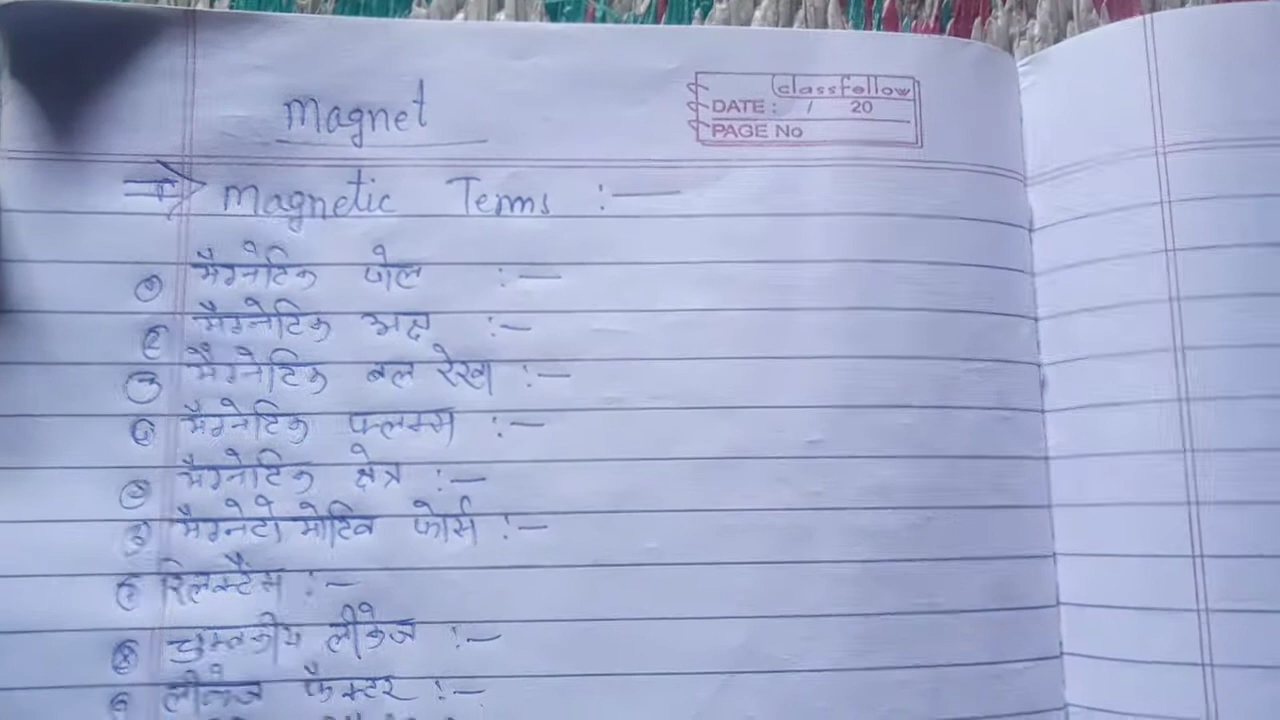 Magnet
classfellow
DATE : / 20
PAGE No
⇒ Magnetic Terms :—
① मैग्नेटिक पोल :—
② मैग्नेटिक अक्ष :—
③ मैग्नेटिक बल रेखा :—
④ मैग्नेटिक फ्लक्स :—
⑤ मैग्नेटिक क्षेत्र :—
⑥ मैग्नेटो मोटिव फोर्स :—
⑦ रिलक्टैंस :—
⑧ चुम्बकीय लीकेज :—
⑨ लीकेज फैक्टर :—